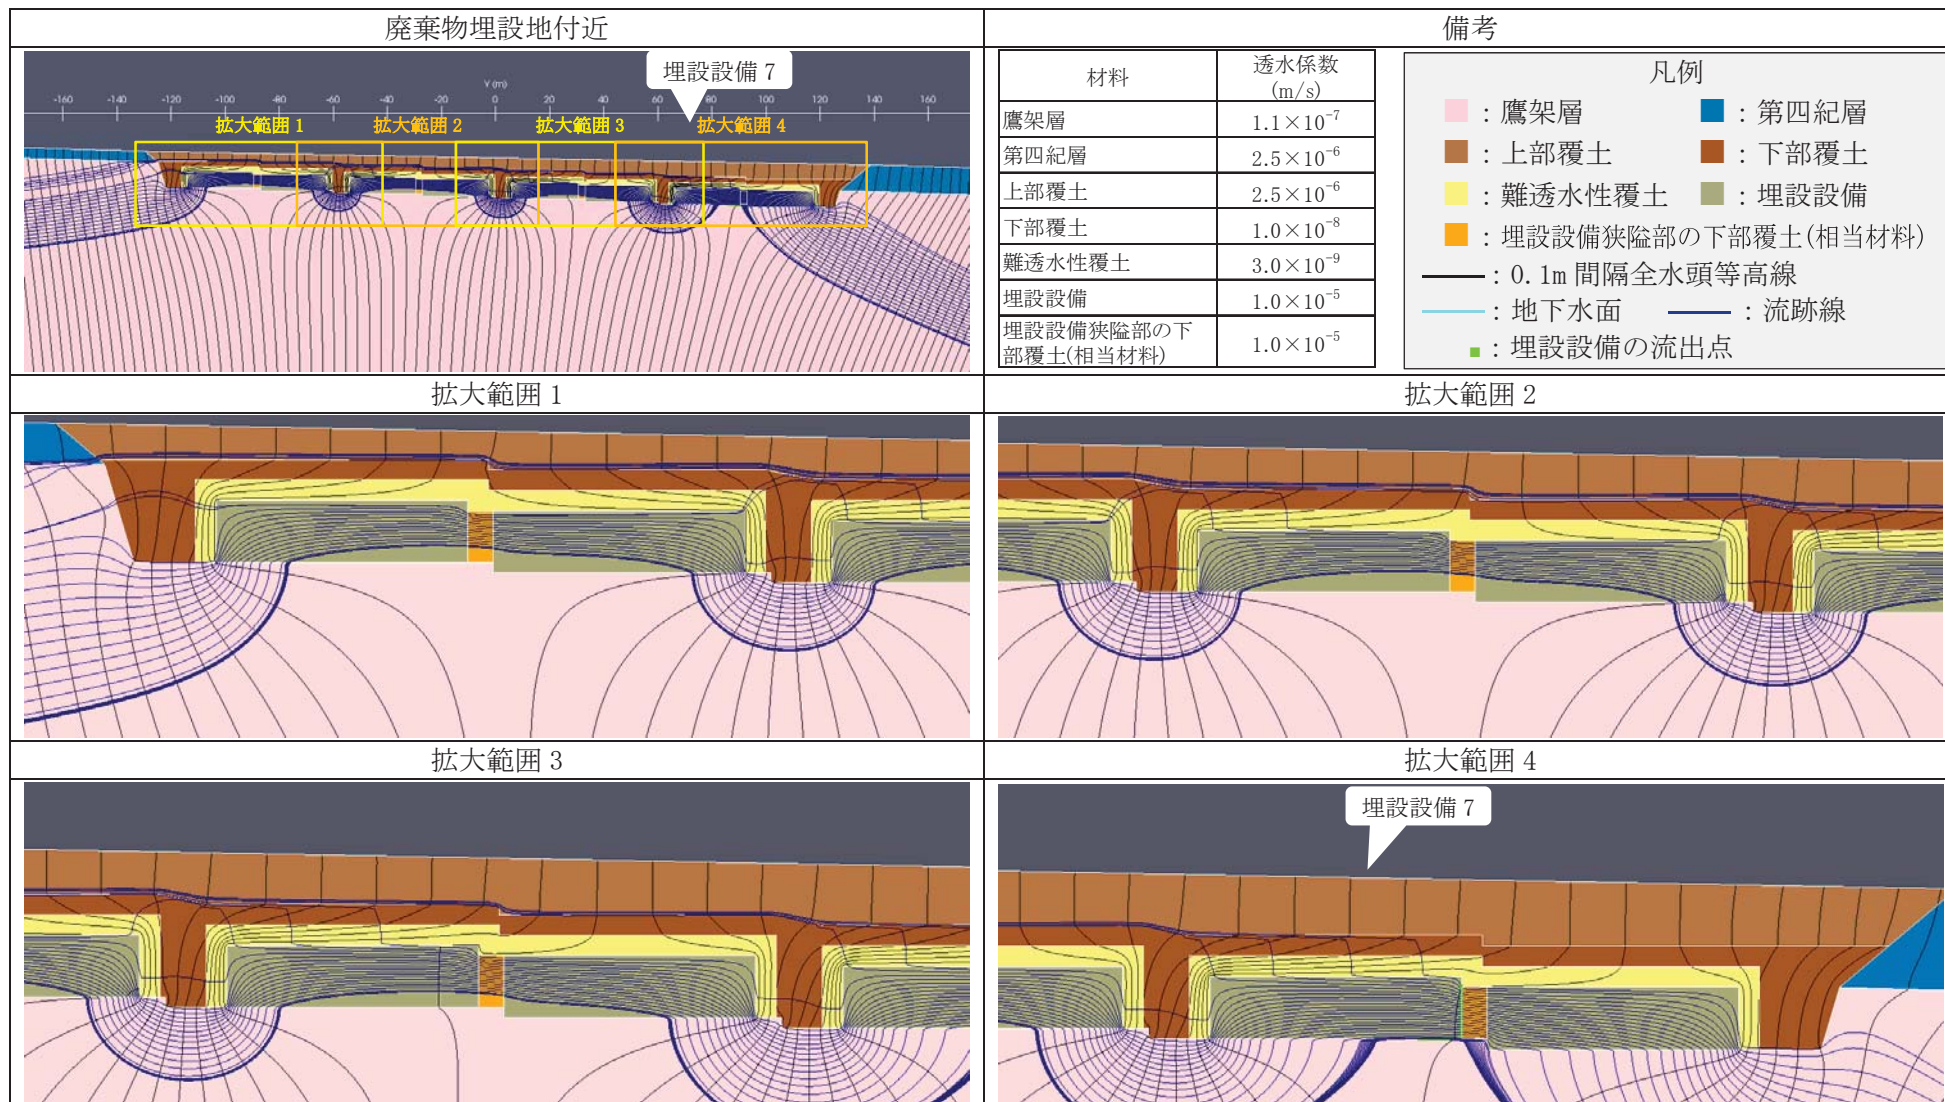 廃棄物埋設地付近
備考
埋設設備 7
Y (m)
-160 -140 -120 -100 -80 -60 -40 -20 0 20 40 60 80 100 120 140 160
拡大範囲 1 拡大範囲 2 拡大範囲 3 拡大範囲 4
材料 透水係数
(m/s)
鷹架層 1.1×10⁻⁷
第四紀層 2.5×10⁻⁶
上部覆土 2.5×10⁻⁶
下部覆土 1.0×10⁻⁸
難透水性覆土 3.0×10⁻⁹
埋設設備 1.0×10⁻⁵
埋設設備狭隘部の下
部覆土(相当材料) 1.0×10⁻⁵
凡例
：鷹架層 ：第四紀層
：上部覆土 ：下部覆土
：難透水性覆土 ：埋設設備
：埋設設備狭隘部の下部覆土(相当材料)
：0.1m 間隔全水頭等高線
：地下水面 ：流跡線
：埋設設備の流出点
拡大範囲 1
拡大範囲 2
拡大範囲 3
拡大範囲 4
埋設設備 7